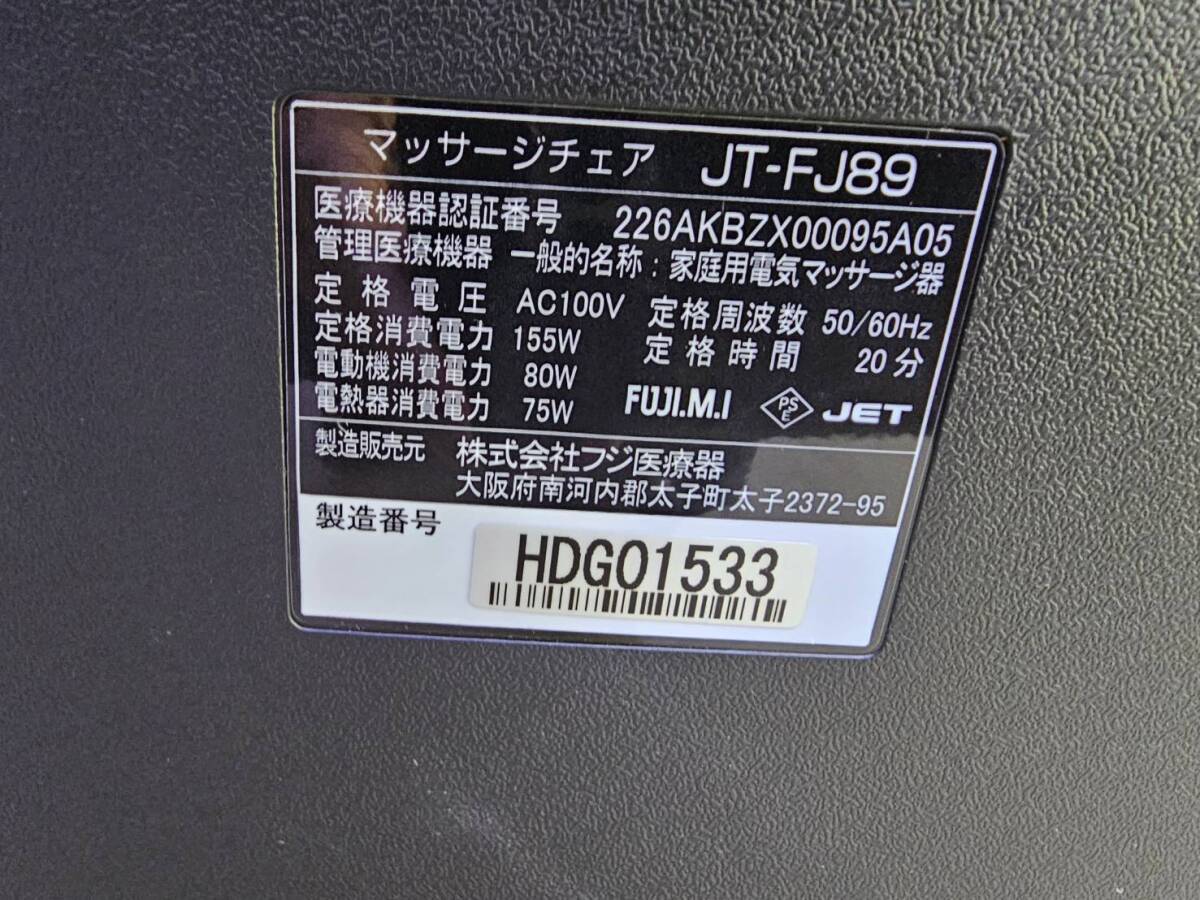 マッサージチェア JT-FJ89
医療機器認証番号 226AKBZX00095A05
管理医療機器 一般的名称：家庭用電気マッサージ器
定格電圧 AC100V 定格周波数 50/60Hz
定格消費電力 155W 定格時間 20分
電動機消費電力 80W
電熱器消費電力 75W FUJI.M.I PSE JET
製造販売元 株式会社フジ医療器
大阪府南河内郡太子町太子2372-95
製造番号 HDG01533